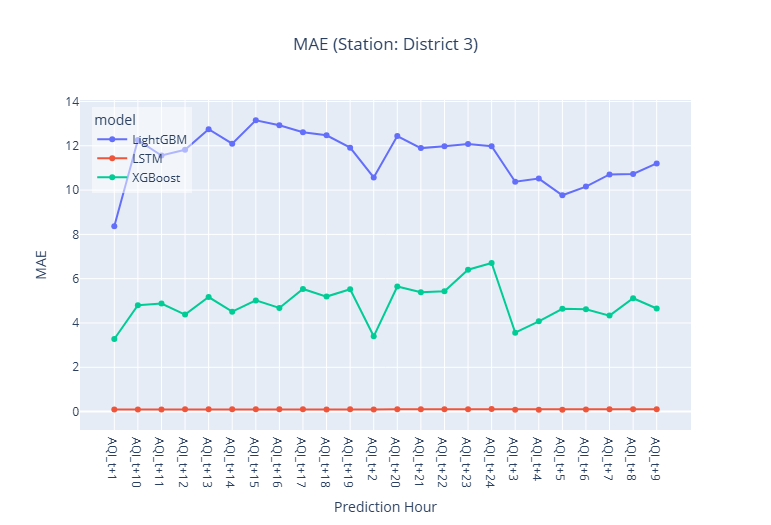 MAE (Station: District 3)
model
LightGBM
LSTM
XGBoost
14
12
10
8
6
4
2
0
MAE
AQI_t+1
AQI_t+10
AQI_t+11
AQI_t+12
AQI_t+13
AQI_t+14
AQI_t+15
AQI_t+16
AQI_t+17
AQI_t+18
AQI_t+19
AQI_t+2
AQI_t+20
AQI_t+21
AQI_t+22
AQI_t+23
AQI_t+24
AQI_t+3
AQI_t+4
AQI_t+5
AQI_t+6
AQI_t+7
AQI_t+8
AQI_t+9
Prediction Hour